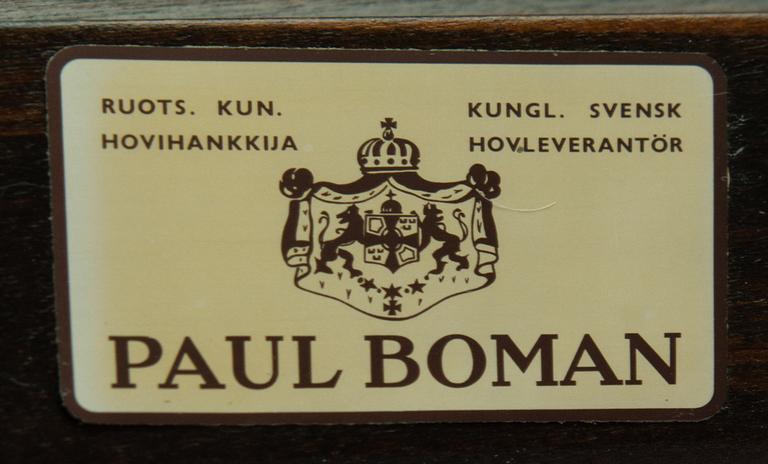 RUOTS. KUN.
HOVIHANKKIJA
KUNGL. SVENSK
HOVLEVERANTÖR
PAUL BOMAN